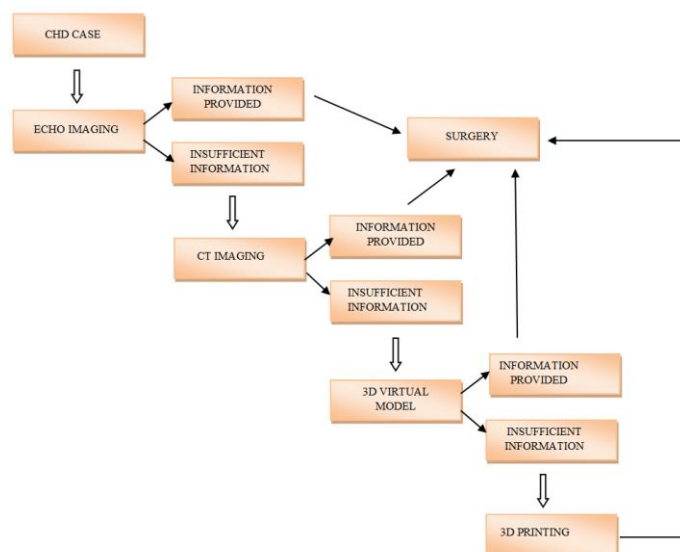 CHD CASE
ECHO IMAGING
INFORMATION
PROVIDED
INSUFFICIENT
INFORMATION
SURGERY
CT IMAGING
INFORMATION
PROVIDED
INSUFFICIENT
INFORMATION
3D VIRTUAL
MODEL
INFORMATION
PROVIDED
INSUFFICIENT
INFORMATION
3D PRINTING